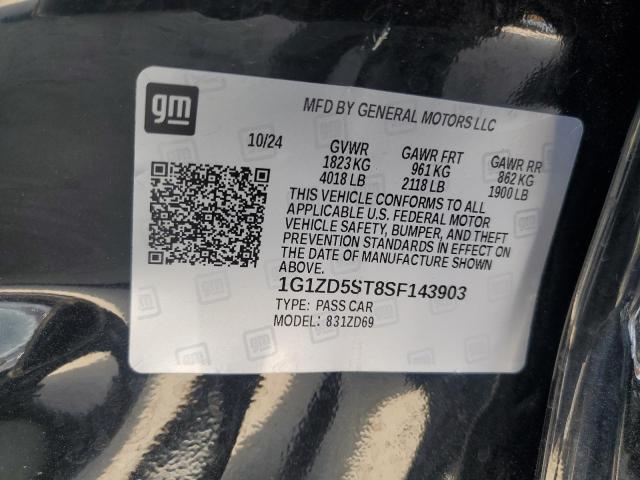 gm
MFD BY GENERAL MOTORS LLC
10/24 GVWR GAWR FRT GAWR RR
1823 KG 961 KG 862 KG
4018 LB 2118 LB 1900 LB
THIS VEHICLE CONFORMS TO ALL
APPLICABLE U.S. FEDERAL MOTOR
VEHICLE SAFETY, BUMPER, AND THEFT
PREVENTION STANDARDS IN EFFECT ON
THE DATE OF MANUFACTURE SHOWN
ABOVE.
1G1ZD5ST8SF143903
TYPE: PASS CAR
MODEL: 831ZD69